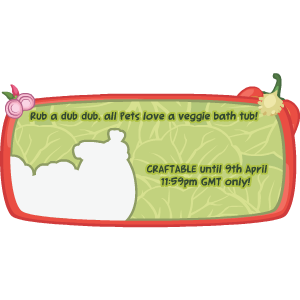 Rub a dub dub, all Pets love a veggie bath tub!
CRAFTABLE until 9th April
11:59pm GMT only!